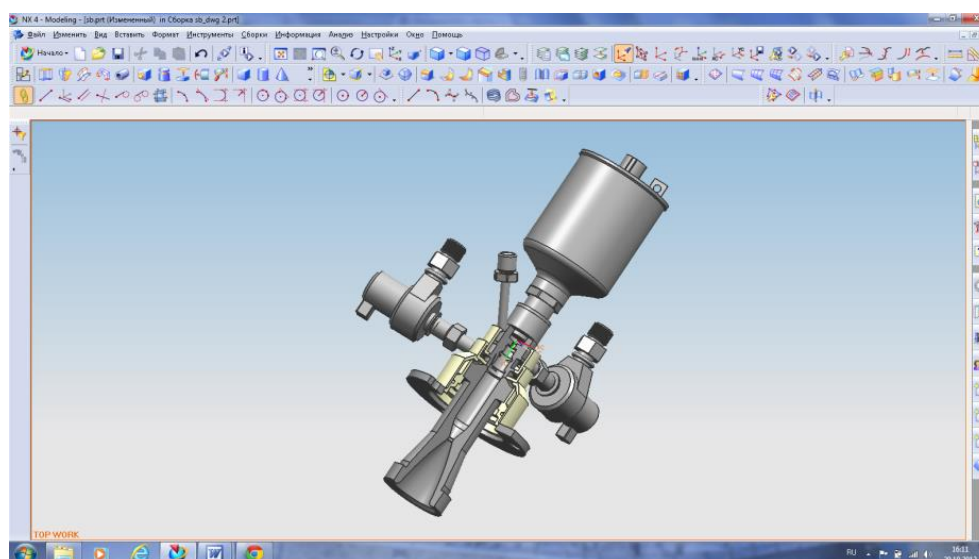 NX 4 - Modeling - [sb.prt (Измененный) in Сборка sb_dwg 2.prt]
Файл Изменить Вид Вставить Формат Инструменты Сборки Информация Анализ Настройки Окно Помощь
Начало
TOP WORK
RU
16:11